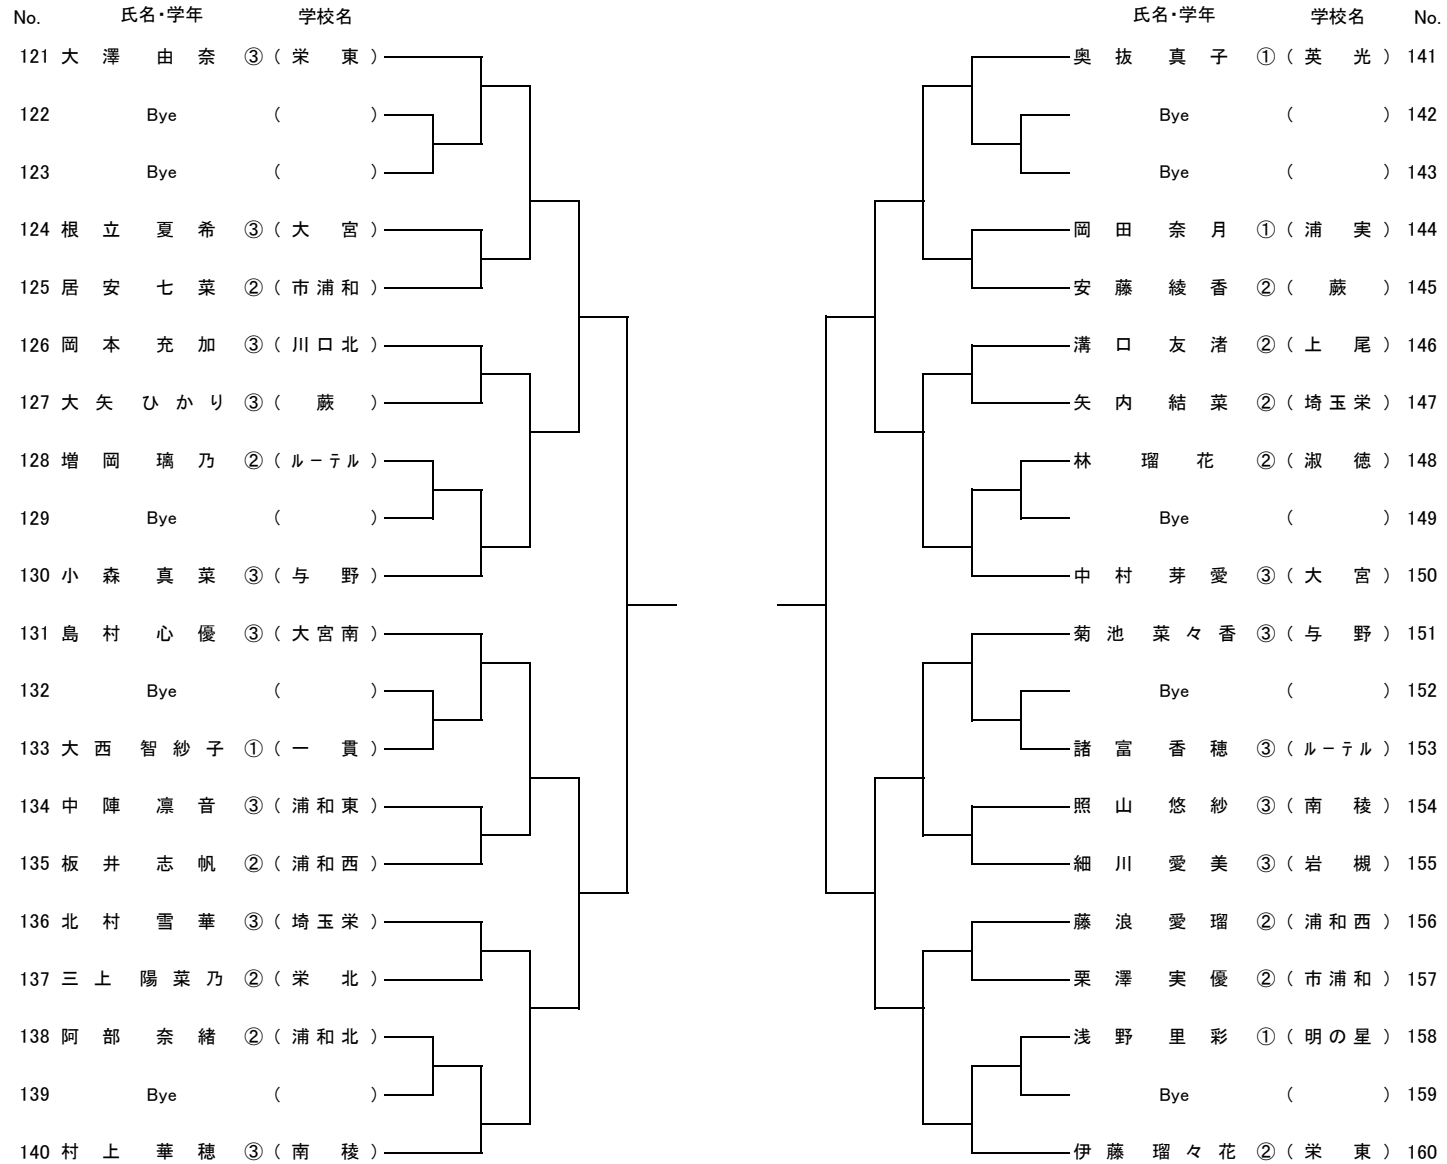 No. 氏名・学年 学校名 氏名・学年 学校名 No.
121 大澤 由奈 ③ ( 栄東 ) 奥抜 真子 ① ( 英光 ) 141
122 Bye ( ) Bye ( ) 142
123 Bye ( ) Bye ( ) 143
124 根立 夏希 ③ ( 大宮 ) 岡田 奈月 ① ( 浦実 ) 144
125 居安 七菜 ② ( 市浦和 ) 安藤 綾香 ② ( 蕨 ) 145
126 岡本 充加 ③ ( 川口北 ) 溝口 友渚 ② ( 上尾 ) 146
127 大矢 ひかり ③ ( 蕨 ) 矢内 結菜 ② ( 埼玉栄 ) 147
128 増岡 璃乃 ② ( ルーテル ) 林 瑠花 ② ( 淑徳 ) 148
129 Bye ( ) Bye ( ) 149
130 小森 真菜 ③ ( 与野 ) 中村 芽愛 ③ ( 大宮 ) 150
131 島村 心優 ③ ( 大宮南 ) 菊池 菜々香 ③ ( 与野 ) 151
132 Bye ( ) Bye ( ) 152
133 大西 智紗子 ① ( 一貫 ) 諸富 香穂 ③ ( ルーテル ) 153
134 中陣 凛音 ③ ( 浦和東 ) 照山 悠紗 ③ ( 南稜 ) 154
135 板井 志帆 ② ( 浦和西 ) 細川 愛美 ③ ( 岩槻 ) 155
136 北村 雪華 ③ ( 埼玉栄 ) 藤浪 愛瑠 ② ( 浦和西 ) 156
137 三上 陽菜乃 ② ( 栄北 ) 栗澤 実優 ② ( 市浦和 ) 157
138 阿部 奈緒 ② ( 浦和北 ) 浅野 里彩 ① ( 明の星 ) 158
139 Bye ( ) Bye ( ) 159
140 村上 華穂 ③ ( 南稜 ) 伊藤 瑠々花 ② ( 栄東 ) 160